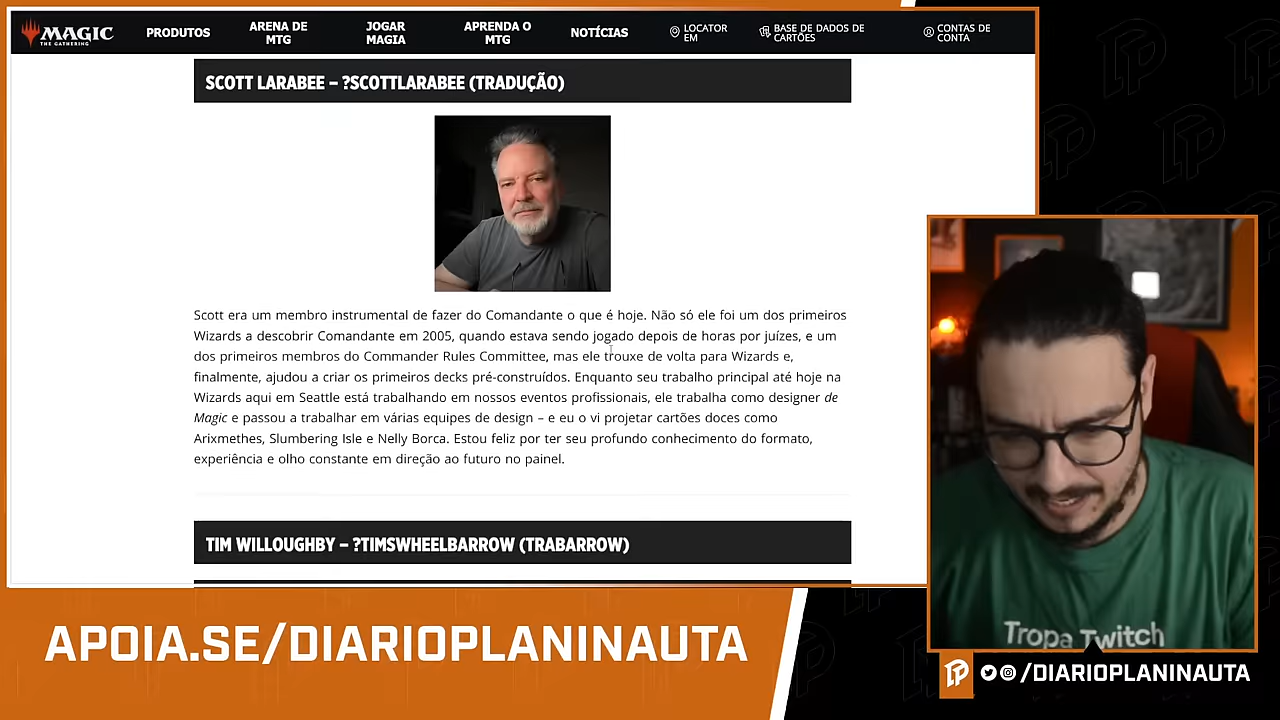 MAGIC
THE GATHERING
PRODUTOS
ARENA DE
MTG
JOGAR
MAGIA
APRENDA O
MTG
NOTÍCIAS
LOCATOR
EM
BASE DE DADOS DE
CARTÕES
CONTAS DE
CONTA
SCOTT LARABEE – ?SCOTTLARABEE (TRADUÇÃO)
Scott era um membro instrumental de fazer do Comandante o que é hoje. Não só ele foi um dos primeiros
Wizards a descobrir Comandante em 2005, quando estava sendo jogado depois de horas por juízes, e um
dos primeiros membros do Commander Rules Committee, mas ele trouxe de volta para Wizards e,
finalmente, ajudou a criar os primeiros decks pré-construídos. Enquanto seu trabalho principal até hoje na
Wizards aqui em Seattle está trabalhando em nossos eventos profissionais, ele trabalha como designer de
Magic e passou a trabalhar em várias equipes de design – e eu o vi projetar cartões doces como
Arixmethes, Slumbering Isle e Nelly Borca. Estou feliz por ter seu profundo conhecimento do formato,
experiência e olho constante em direção ao futuro no painel.
TIM WILLOUGHBY – ?TIMSWHEELBARROW (TRABARROW)
Tropa Twitch
APOIA.SE/DIARIOPLANINAUTA
/DIARIOPLANINAUTA